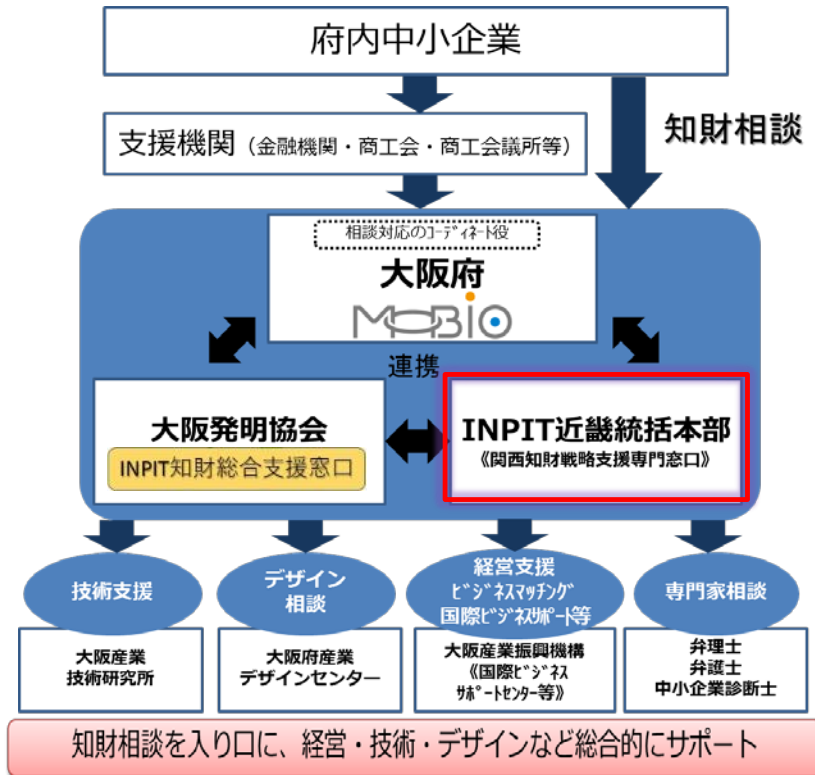 府内中小企業
知財相談
支援機関（金融機関・商工会・商工会議所等）
相談対応のｺｰﾃﾞｨﾈｰﾄ役
大阪府
MOBIO
連携
大阪発明協会
INPIT知財総合支援窓口
INPIT近畿統括本部
《関西知財戦略支援専門窓口》
技術支援
デザイン
相談
経営支援
ﾋﾞｼﾞﾈｽﾏｯﾁﾝｸﾞ
国際ﾋﾞｼﾞﾈｽｻﾎﾟｰﾄ等
専門家相談
大阪産業
技術研究所
大阪府産業
デザインセンター
大阪産業振興機構
《国際ﾋﾞｼﾞﾈｽ
ｻﾎﾟｰﾄｾﾝﾀｰ等》
弁理士
弁護士
中小企業診断士
知財相談を入り口に、経営・技術・デザインなど総合的にサポート